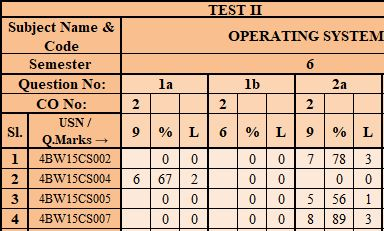 TEST II
Subject Name & Code OPERATING SYSTEM
Semester 6
Question No: 1a 1b 2a
CO No: 2 2 2
Sl. USN / Q.Marks → 9 % L 6 % L 9 % L
1 4BW15CS002 0 0 0 0 7 78 3
2 4BW15CS004 6 67 2 0 0 0 0
3 4BW15CS005 0 0 0 0 5 56 1
4 4BW15CS007 0 0 0 0 8 89 3